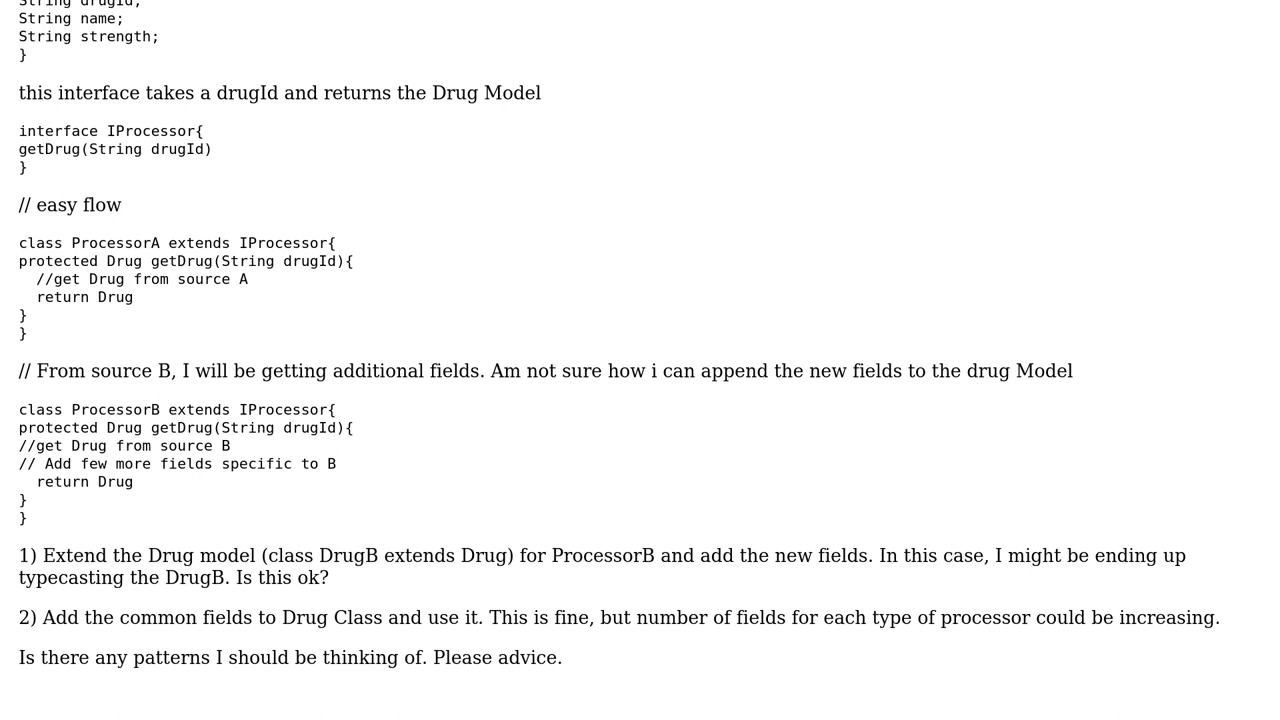 String drugId;
String name;
String strength;
}
this interface takes a drugId and returns the Drug Model
interface IProcessor{
getDrug(String drugId)
}
// easy flow
class ProcessorA extends IProcessor{
protected Drug getDrug(String drugId){
  //get Drug from source A
  return Drug
}
}
// From source B, I will be getting additional fields. Am not sure how i can append the new fields to the drug Model
class ProcessorB extends IProcessor{
protected Drug getDrug(String drugId){
//get Drug from source B
// Add few more fields specific to B
  return Drug
}
}
1) Extend the Drug model (class DrugB extends Drug) for ProcessorB and add the new fields. In this case, I might be ending up
typecasting the DrugB. Is this ok?
2) Add the common fields to Drug Class and use it. This is fine, but number of fields for each type of processor could be increasing.
Is there any patterns I should be thinking of. Please advice.